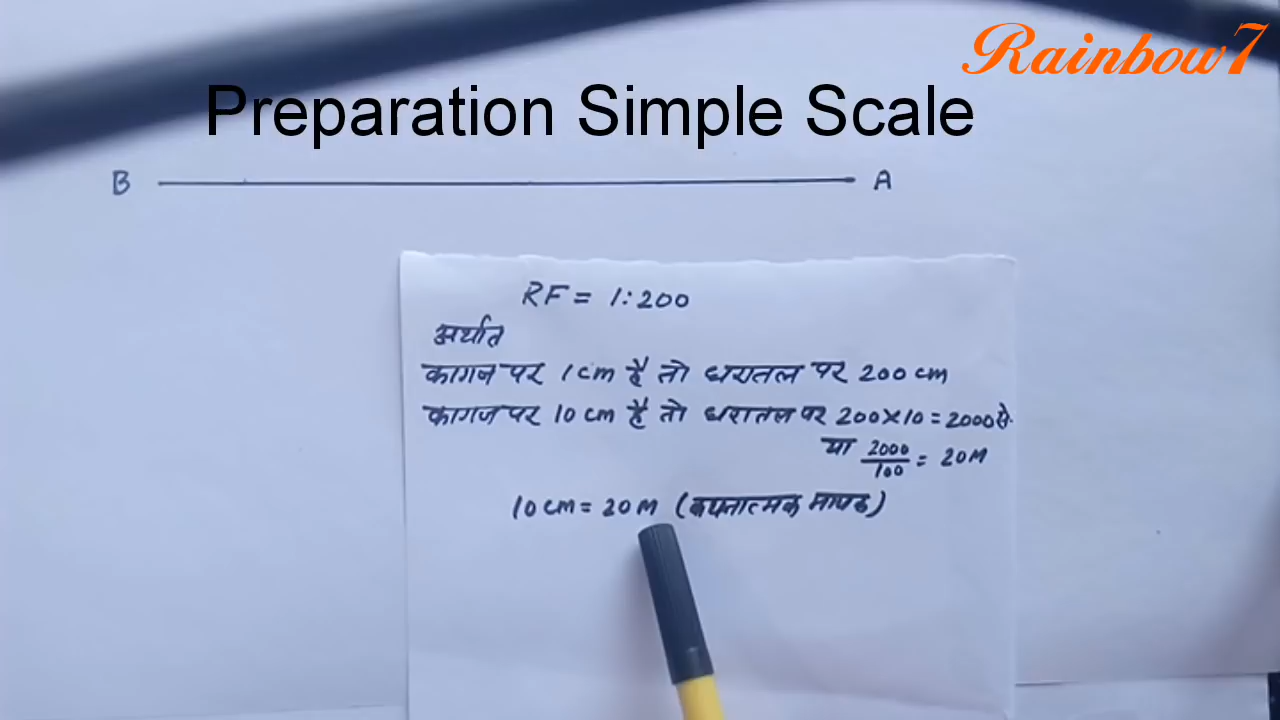 Rainbow7
Preparation Simple Scale
B A
RF = 1:200
अर्थात
कागज पर 1cm है तो धरातल पर 200 cm
कागज पर 10 cm है तो धरातल पर 200×10=2000से.
या 2000/100 = 20M
10 cm = 20 M (कथनात्मक मापक)